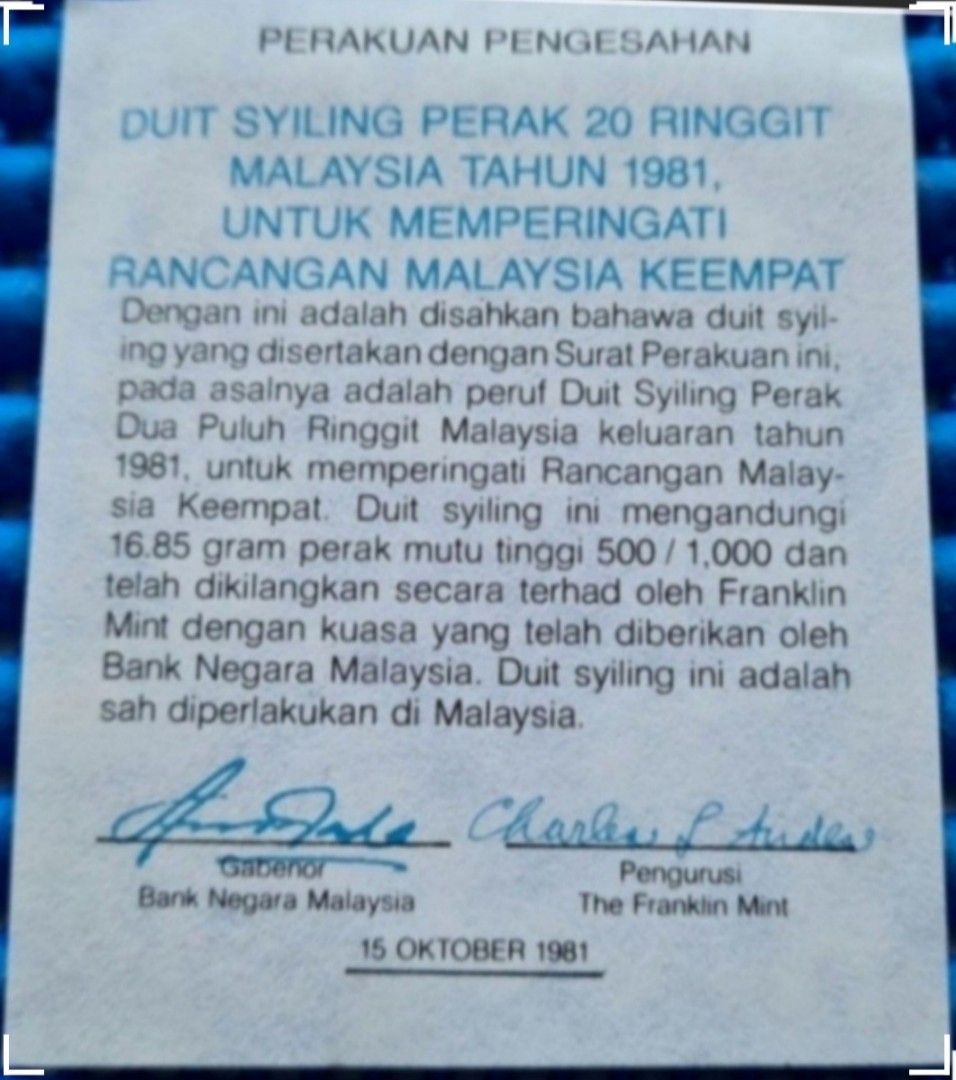 PERAKUAN PENGESAHAN
DUIT SYILING PERAK 20 RINGGIT
MALAYSIA TAHUN 1981,
UNTUK MEMPERINGATI
RANCANGAN MALAYSIA KEEMPAT
Dengan ini adalah disahkan bahawa duit syil-
ing yang disertakan dengan Surat Perakuan ini,
pada asalnya adalah peruf Duit Syiling Perak
Dua Puluh Ringgit Malaysia keluaran tahun
1981, untuk memperingati Rancangan Malay-
sia Keempat. Duit syiling ini mengandungi
16.85 gram perak mutu tinggi 500 / 1,000 dan
telah dikilangkan secara terhad oleh Franklin
Mint dengan kuasa yang telah diberikan oleh
Bank Negara Malaysia. Duit syiling ini adalah
sah diperlakukan di Malaysia.
Charles L Andes
Gabenor Pengurusi
Bank Negara Malaysia The Franklin Mint
15 OKTOBER 1981